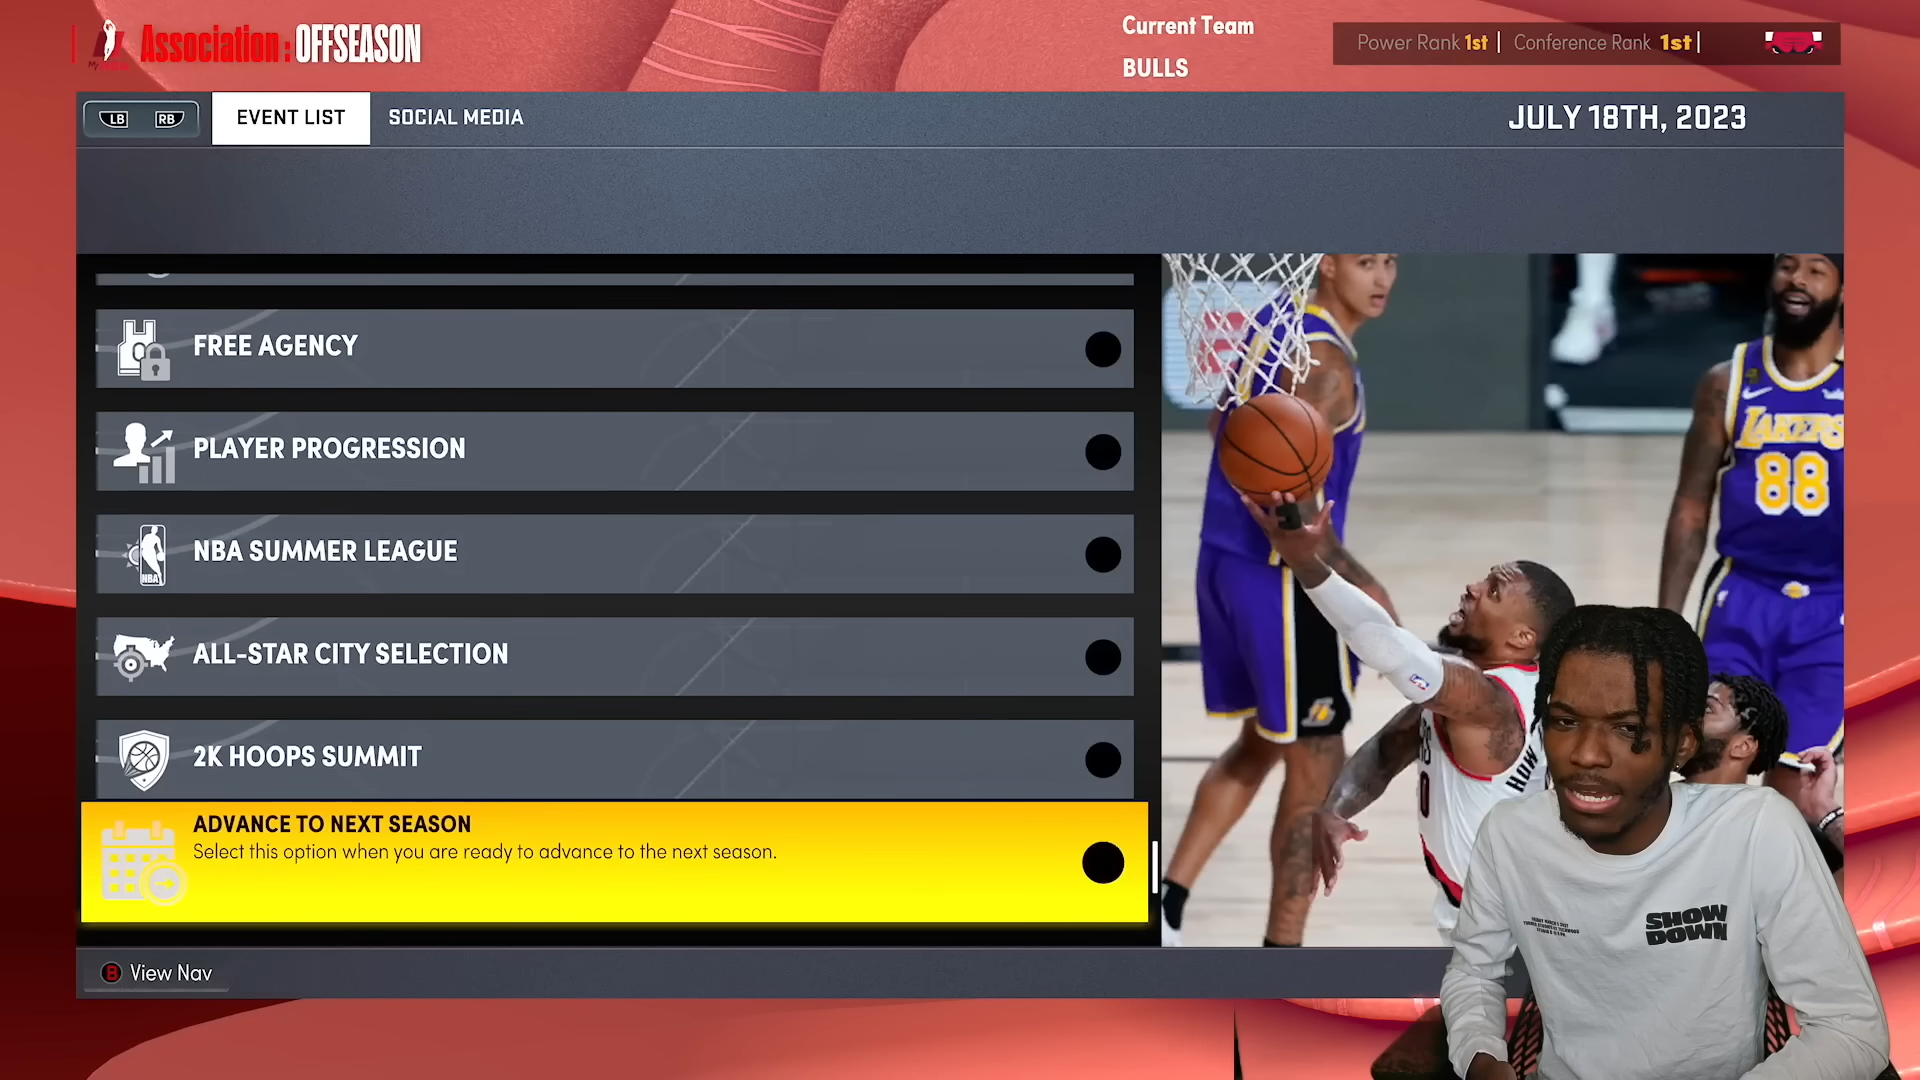 Association : OFFSEASON
Current Team
BULLS
Power Rank 1st | Conference Rank 1st |
LB RB EVENT LIST SOCIAL MEDIA
JULY 18TH, 2023
FREE AGENCY
PLAYER PROGRESSION
NBA SUMMER LEAGUE
NBA
ALL-STAR CITY SELECTION
2K HOOPS SUMMIT
ADVANCE TO NEXT SEASON
Select this option when you are ready to advance to the next season.
B View Nav
LAKERS
88
HOW
0
SHOW
DOWN